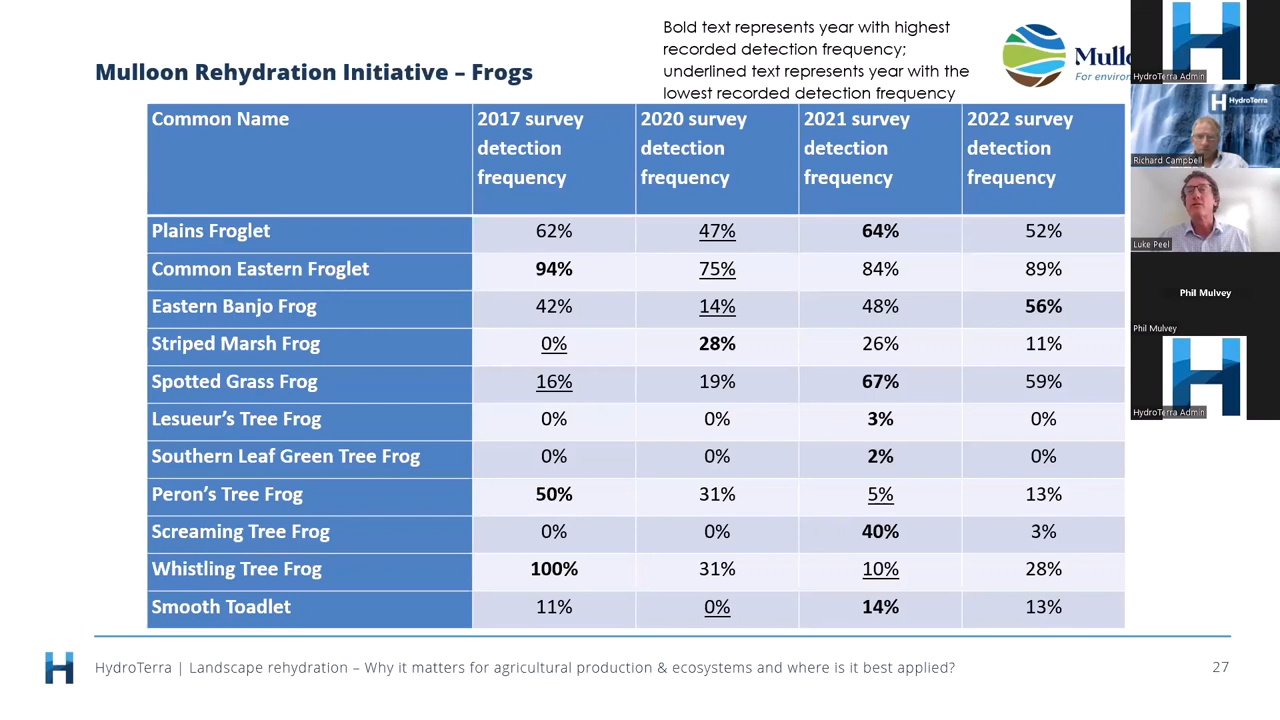 Bold text represents year with highest
recorded detection frequency;
underlined text represents year with the
lowest recorded detection frequency
Mulloon Rehydration Initiative – Frogs
Mullo
For environ
HydroTerra Admin
HydroTerra
Richard Campbell
Luke Peel
Phil Mulvey
Phil Mulvey
HydroTerra Admin
Common Name 2017 survey detection frequency 2020 survey detection frequency 2021 survey detection frequency 2022 survey detection frequency
Plains Froglet 62% 47% 64% 52%
Common Eastern Froglet 94% 75% 84% 89%
Eastern Banjo Frog 42% 14% 48% 56%
Striped Marsh Frog 0% 28% 26% 11%
Spotted Grass Frog 16% 19% 67% 59%
Lesueur’s Tree Frog 0% 0% 3% 0%
Southern Leaf Green Tree Frog 0% 0% 2% 0%
Peron’s Tree Frog 50% 31% 5% 13%
Screaming Tree Frog 0% 0% 40% 3%
Whistling Tree Frog 100% 31% 10% 28%
Smooth Toadlet 11% 0% 14% 13%
HydroTerra | Landscape rehydration – Why it matters for agricultural production & ecosystems and where is it best applied? 27